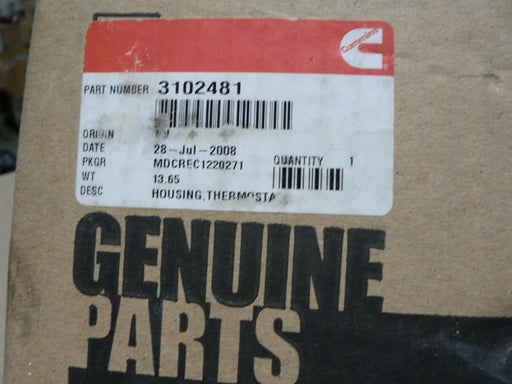 Cummins
PART NUMBER 3102481
ORIGIN
DATE 28-Jul-2008
PKGR MDCREC1220271 QUANTITY 1
WT 13.65
DESC HOUSING,THERMOSTA
GENUINE
PARTS